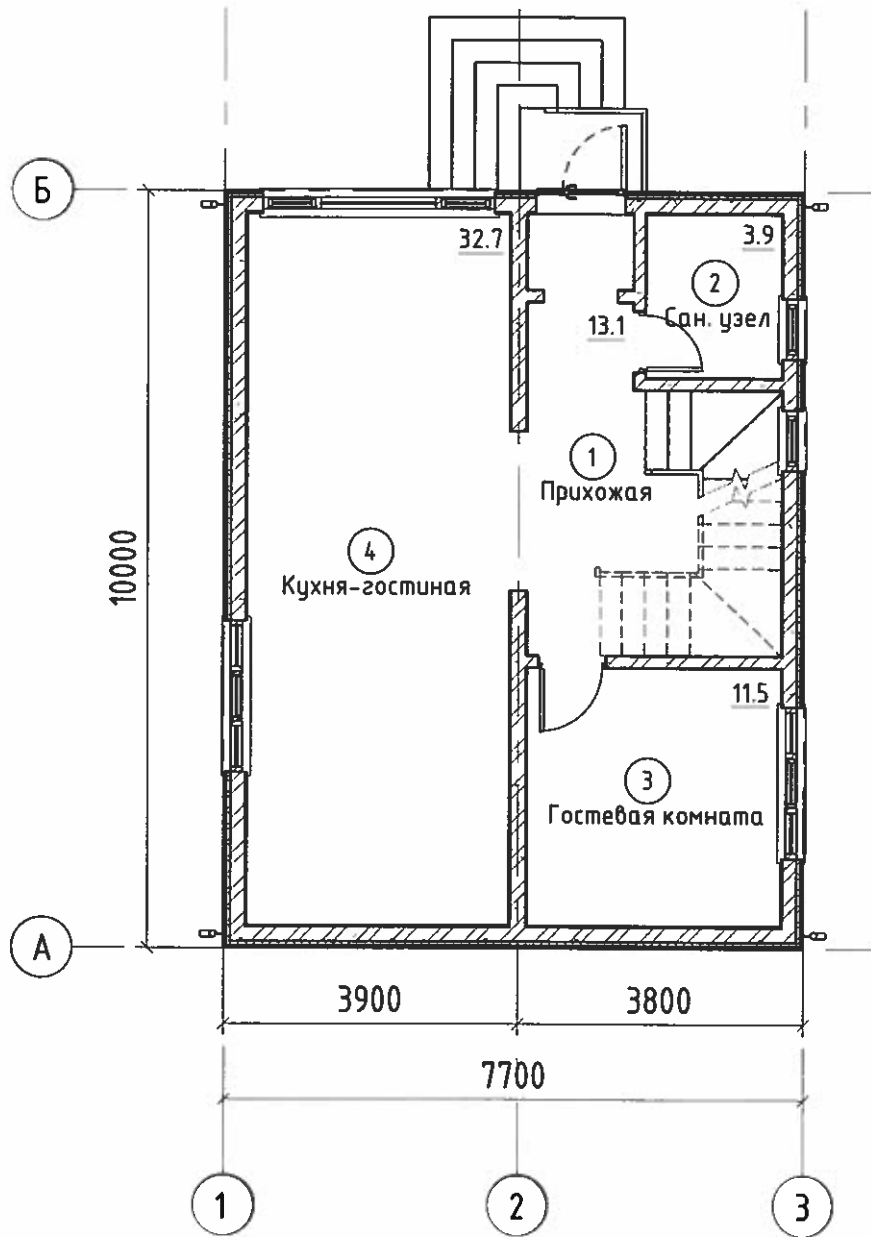 Б
32.7
3.9
2
Сан. узел
13.1
1
Прихожая
4
Кухня-гостиная
10000
11.5
3
Гостевая комната
А
3900
3800
7700
1
2
3